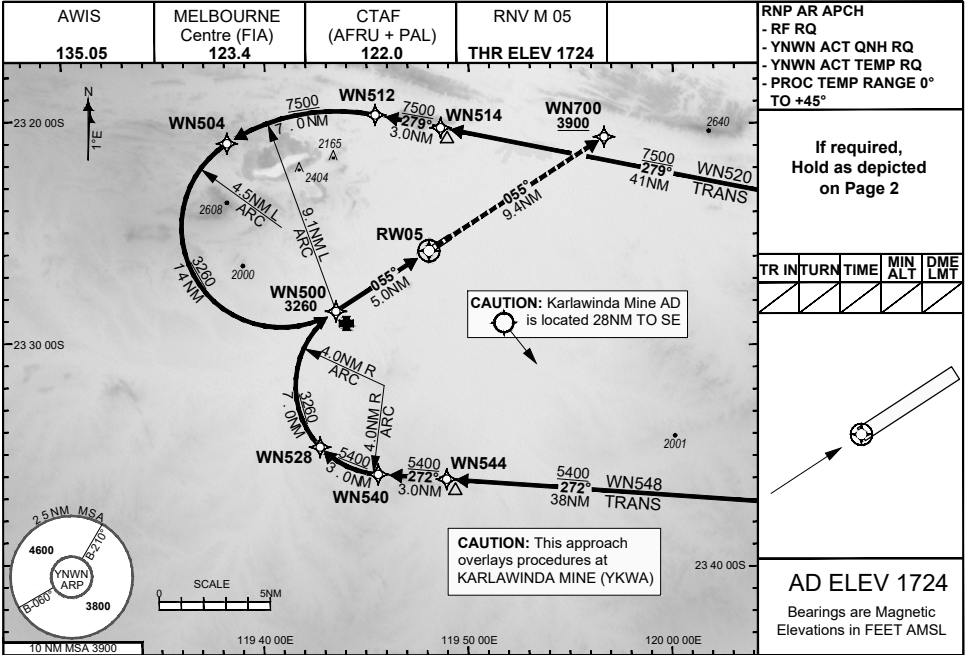 AWIS
135.05
MELBOURNE
Centre (FIA)
123.4
CTAF
(AFRU + PAL)
122.0
RNV M 05
THR ELEV 1724
RNP AR APCH
- RF RQ
- YNWN ACT QNH RQ
- YNWN ACT TEMP RQ
- PROC TEMP RANGE 0°
TO +45°
If required,
Hold as depicted
on Page 2
TR IN
TURN
TIME
MIN
ALT
DME
LMT
N
1°E
23 20 00S
WN504
7500
7.0NM
WN512
7500
279°
3.0NM
WN514
WN700
3900
2640
7500
279°
41NM
WN520
TRANS
2165
2404
4.5NM L
ARC
2608
9.1NM L
ARC
055°
9.4NM
RW05
2000
3260
14NM
WN500
3260
055°
5.0NM
CAUTION: Karlawinda Mine AD
is located 28NM TO SE
23 30 00S
4.0NM R
ARC
4.0NM R
ARC
3260
7.0NM
2001
WN528
5400
3.0NM
WN540
5400
272°
3.0NM
WN544
5400
272°
38NM
WN548
TRANS
25NM MSA
4600
B-210°
YNWN
ARP
B-060°
3800
10 NM MSA 3900
SCALE
0
5NM
CAUTION: This approach
overlays procedures at
KARLAWINDA MINE (YKWA)
23 40 00S
119 40 00E
119 50 00E
120 00 00E
AD ELEV 1724
Bearings are Magnetic
Elevations in FEET AMSL